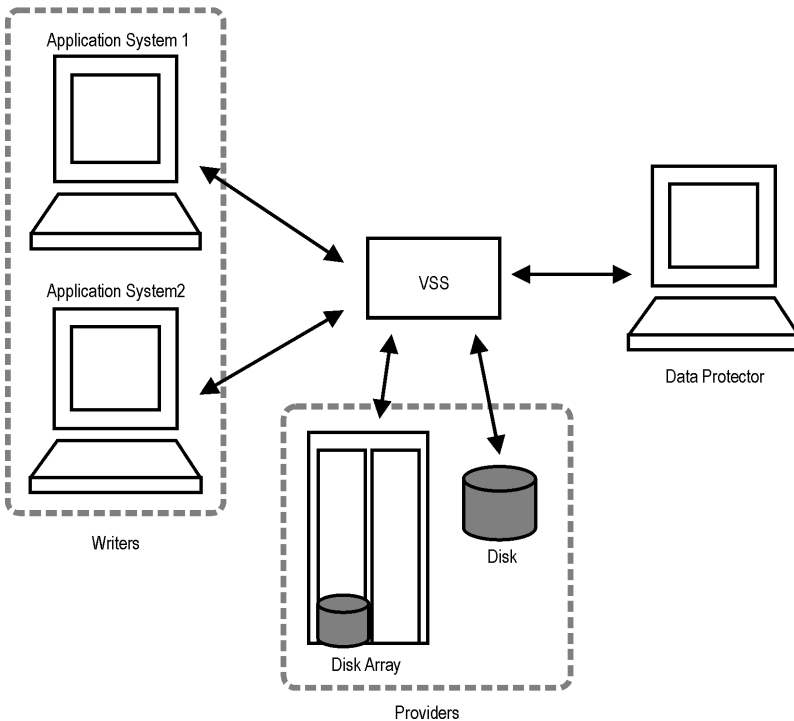 Application System 1
VSS
Application System2
Data Protector
Writers
Disk
Disk Array
Providers